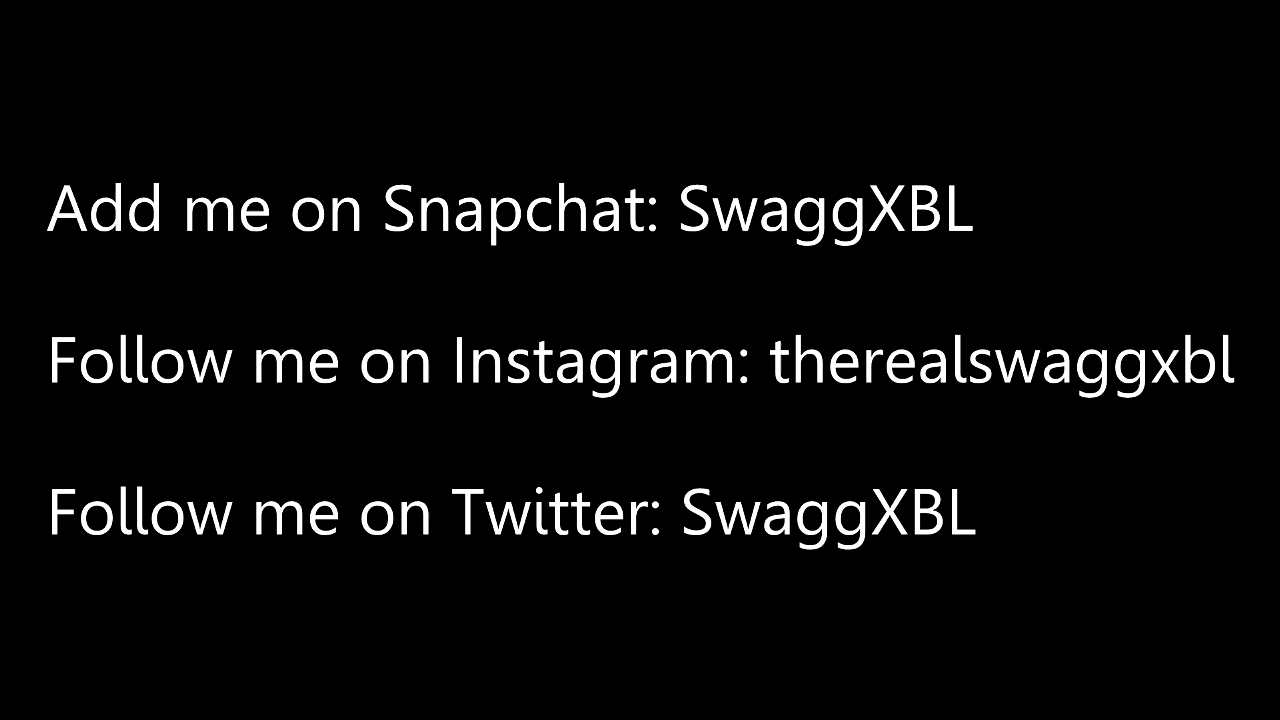 Add me on Snapchat: SwaggXBL
Follow me on Instagram: therealswaggxbl
Follow me on Twitter: SwaggXBL